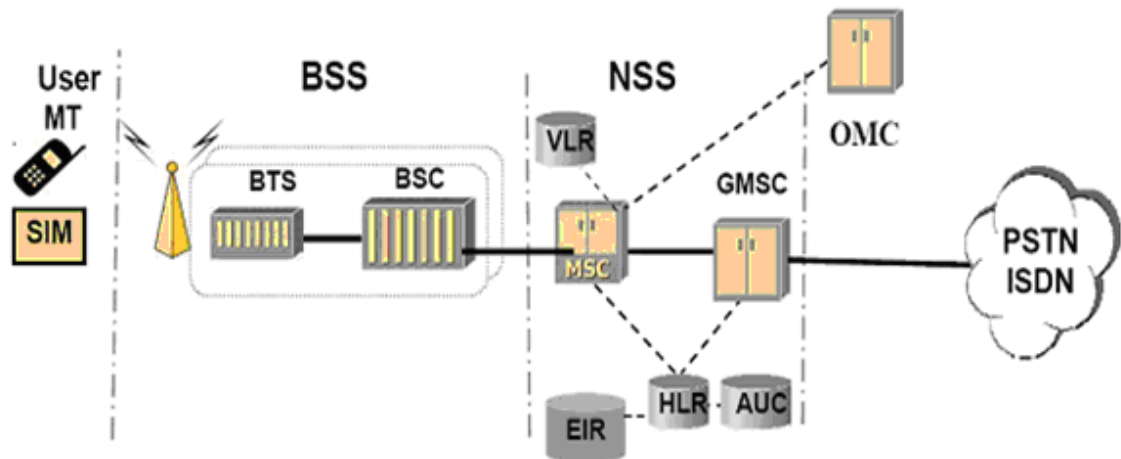 User
MT
SIM
BSS
BTS
BSC
NSS
VLR
MSC
GMSC
OMC
HLR
AUC
EIR
PSTN
ISDN